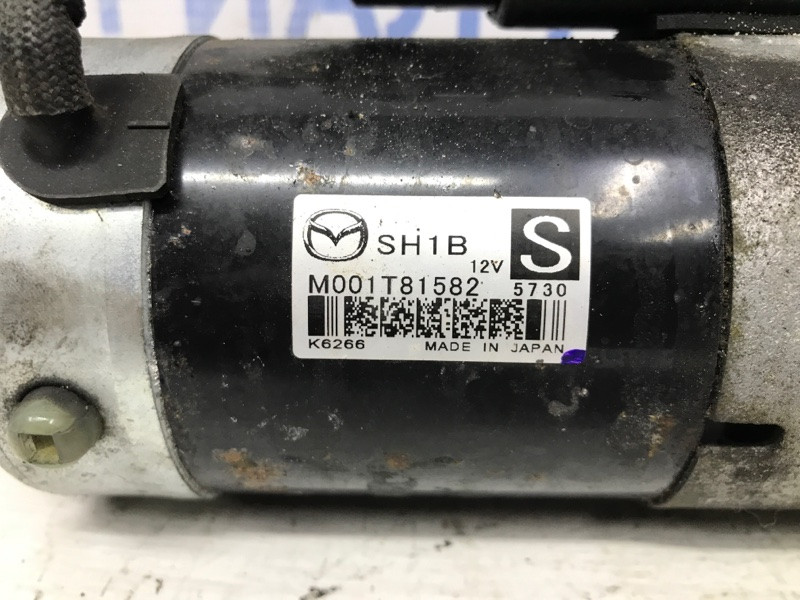 SH1B
S
12V
M001T81582 5730
K6266 MADE IN JAPAN